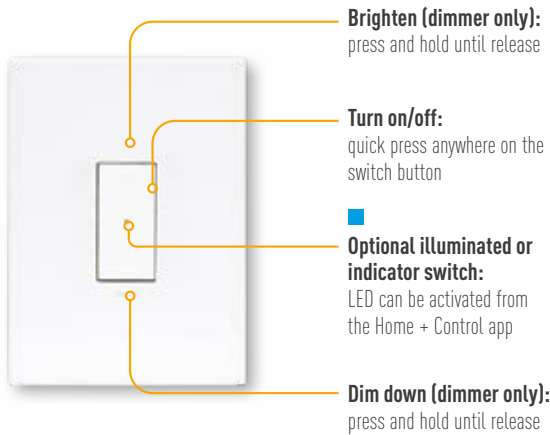 Brighten (dimmer only):
press and hold until release
Turn on/off:
quick press anywhere on the
switch button
Optional illuminated or
indicator switch:
LED can be activated from
the Home + Control app
Dim down (dimmer only):
press and hold until release